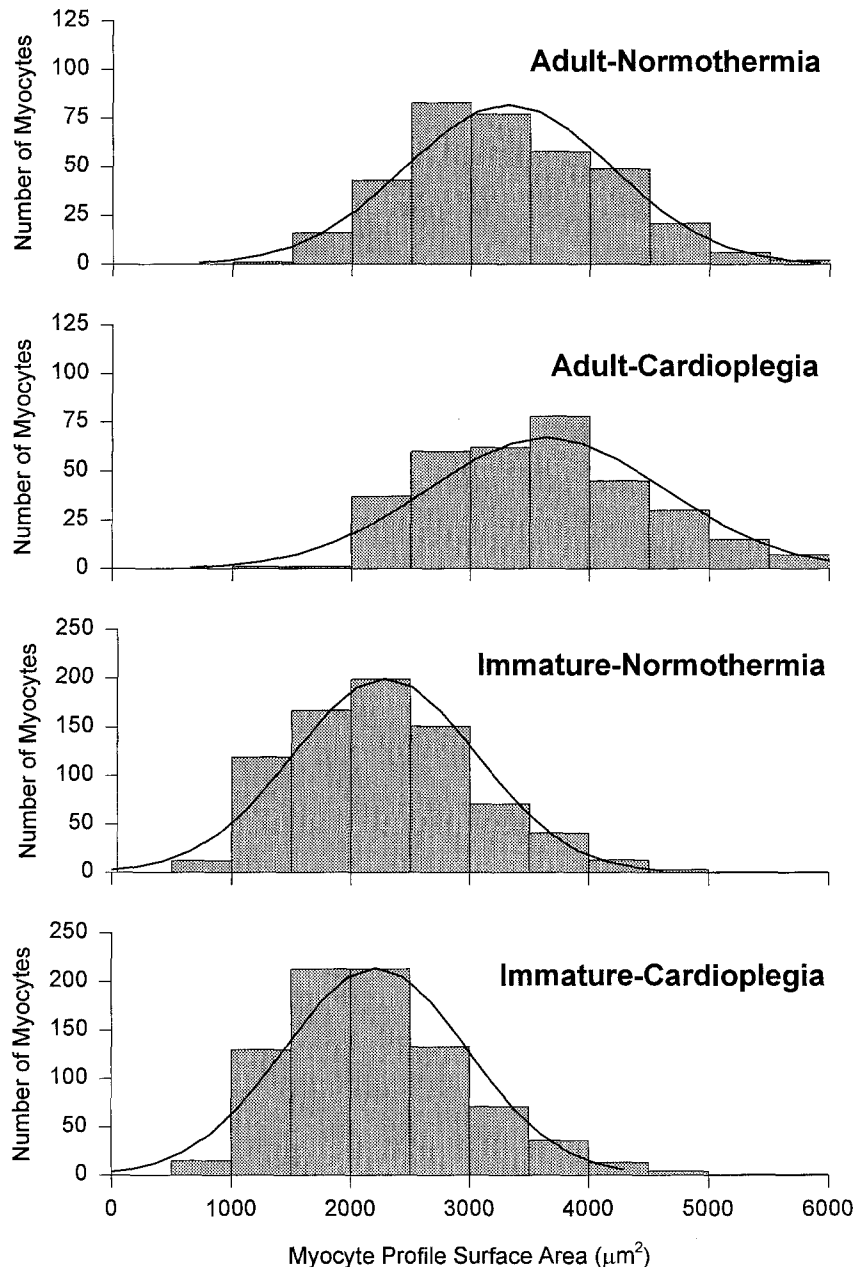 Adult-Normothermia
Number of Myocytes
125
100
75
50
25
0
Adult-Cardioplegia
Number of Myocytes
125
100
75
50
25
0
Immature-Normothermia
Number of Myocytes
250
200
150
100
50
0
Immature-Cardioplegia
Number of Myocytes
250
200
150
100
50
0
0 1000 2000 3000 4000 5000 6000
Myocyte Profile Surface Area (μm²)